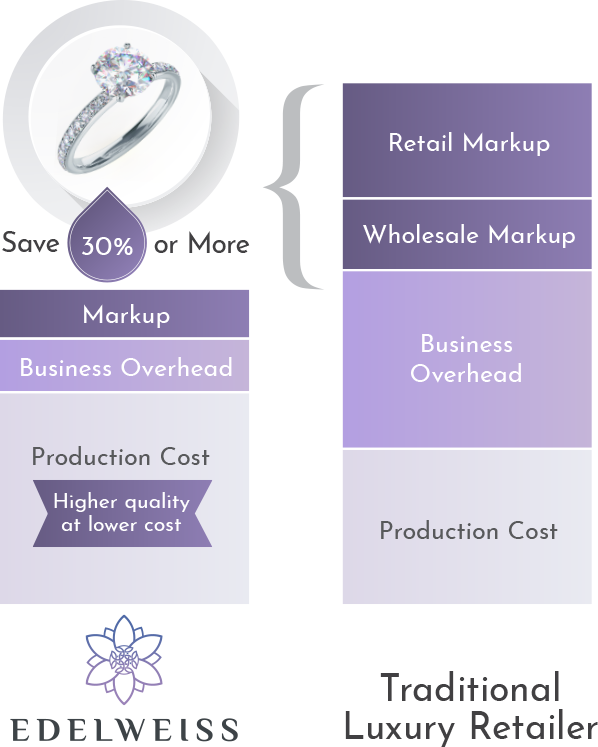 Save 30% or More
Markup
Business Overhead
Production Cost
Higher quality
at lower cost
EDELWEISS
Retail Markup
Wholesale Markup
Business
Overhead
Production Cost
Traditional
Luxury Retailer